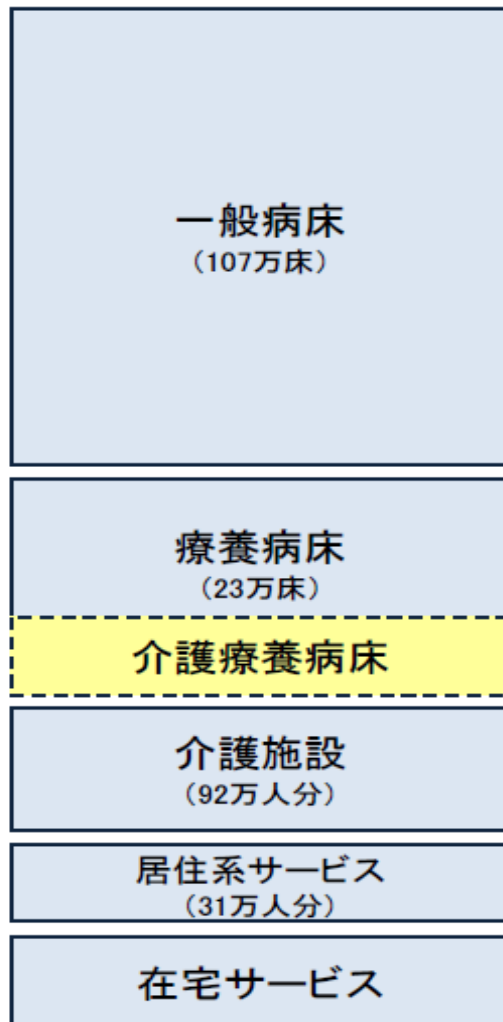 一般病床
（107万床）
療養病床
（23万床）
介護療養病床
介護施設
（92万人分）
居住系サービス
（31万人分）
在宅サービス